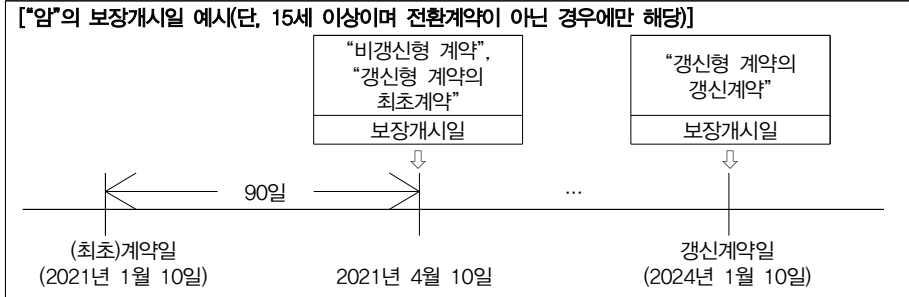 [“암”의 보장개시일 예시(단, 15세 이상이며 전환계약이 아닌 경우에만 해당)]
“비갱신형 계약”,
“갱신형 계약의
최초계약”
보장개시일
“갱신형 계약의
갱신계약”
보장개시일
90일
...
(최초)계약일
(2021년 1월 10일)
2021년 4월 10일
갱신계약일
(2024년 1월 10일)